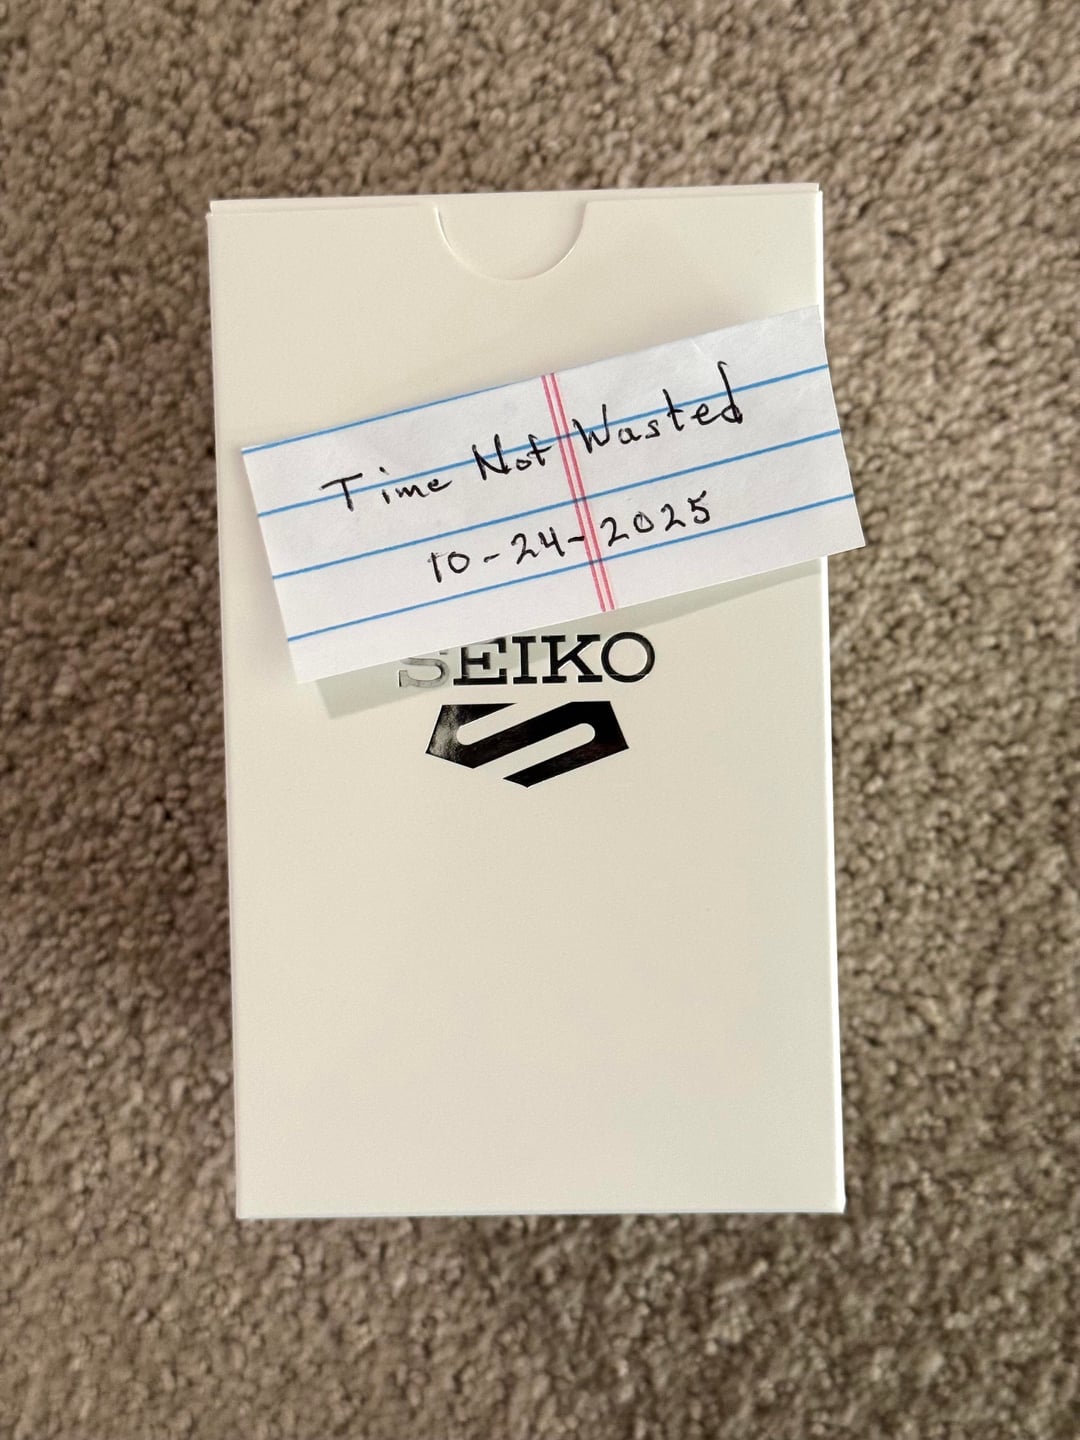 Time Not Wasted
10-24-2025
SEIKO